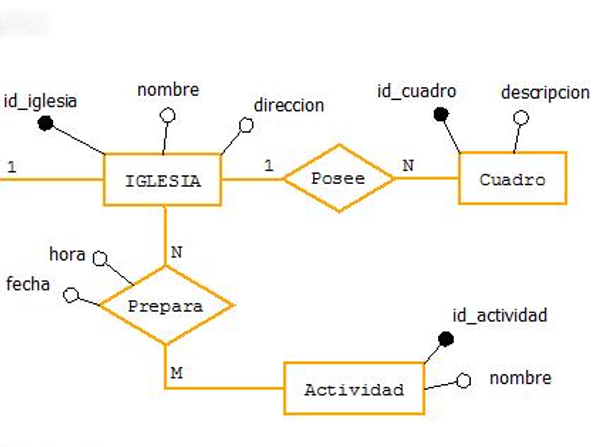 nombre
id_cuadro
descripcion
id_iglesia
direccion
1
1
N
IGLESIA
Posee
Cuadro
N
hora
fecha
Prepara
id_actividad
M
nombre
Actividad